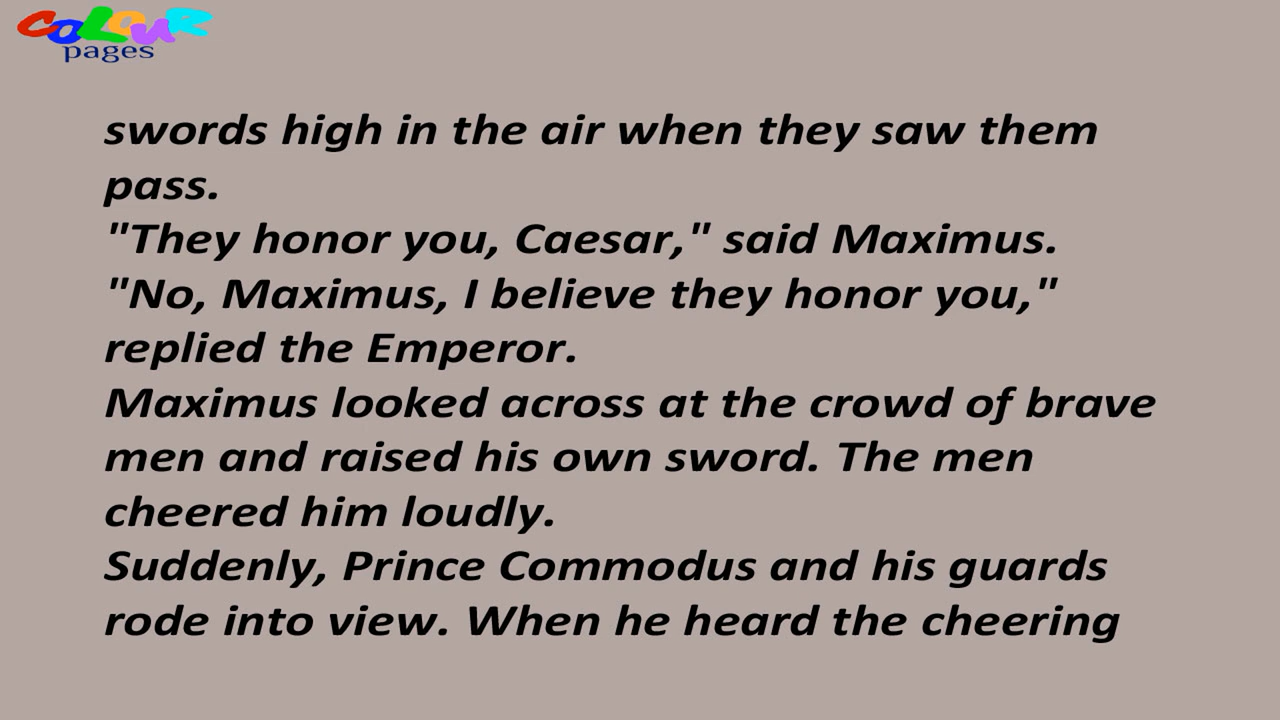 COLOUR
pages
swords high in the air when they saw them
pass.
"They honor you, Caesar," said Maximus.
"No, Maximus, I believe they honor you,"
replied the Emperor.
Maximus looked across at the crowd of brave
men and raised his own sword. The men
cheered him loudly.
Suddenly, Prince Commodus and his guards
rode into view. When he heard the cheering